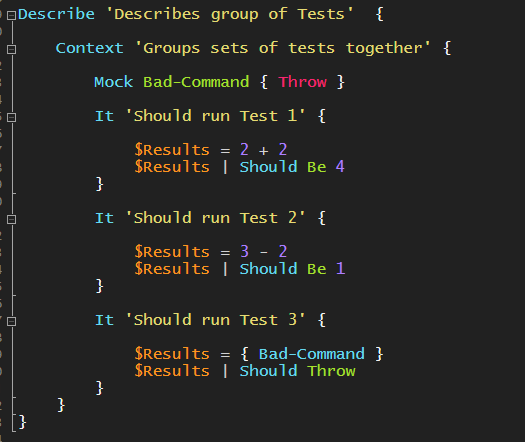 Describe 'Describes group of Tests'  {
Context 'Groups sets of tests together' {
Mock Bad-Command { Throw }
It 'Should run Test 1' {
$Results = 2 + 2
$Results | Should Be 4
}
It 'Should run Test 2' {
$Results = 3 - 2
$Results | Should Be 1
}
It 'Should run Test 3' {
$Results = { Bad-Command }
$Results | Should Throw
}
}
}